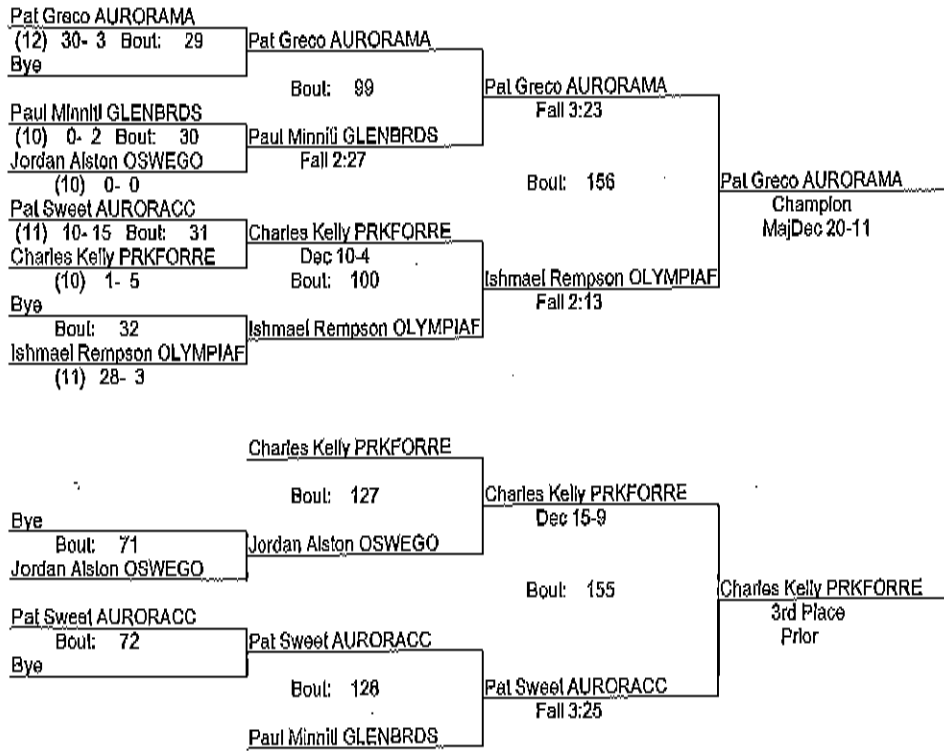 Pat Greco AURORAMA
(12) 30- 3 Bout: 29
Bye
Pat Greco AURORAMA
Bout: 99
Paul Minniti GLENBRDS
(10) 0- 2 Bout: 30
Jordan Alston OSWEGO
(10) 0- 0
Paul Minniti GLENBRDS
Fall 2:27
Pat Greco AURORAMA
Fall 3:23
Bout: 156
Pat Sweet AURORACC
(11) 10-15 Bout: 31
Charles Kelly PRKFORRE
(10) 1- 5
Charles Kelly PRKFORRE
Dec 10-4
Bout: 100
Bye
Bout: 32
Ishmael Rempson OLYMPIAF
(11) 28- 3
Ishmael Rempson OLYMPIAF
Ishmael Rempson OLYMPIAF
Fall 2:13
Pat Greco AURORAMA
Champion
MajDec 20-11
Charles Kelly PRKFORRE
Bout: 127
Bye
Bout: 71
Jordan Alston OSWEGO
Jordan Alston OSWEGO
Charles Kelly PRKFORRE
Dec 15-9
Bout: 155
Pat Sweet AURORACC
Bout: 72
Bye
Pat Sweet AURORACC
Bout: 128
Paul Minniti GLENBRDS
Pat Sweet AURORACC
Fall 3:25
Charles Kelly PRKFORRE
3rd Place
Prior